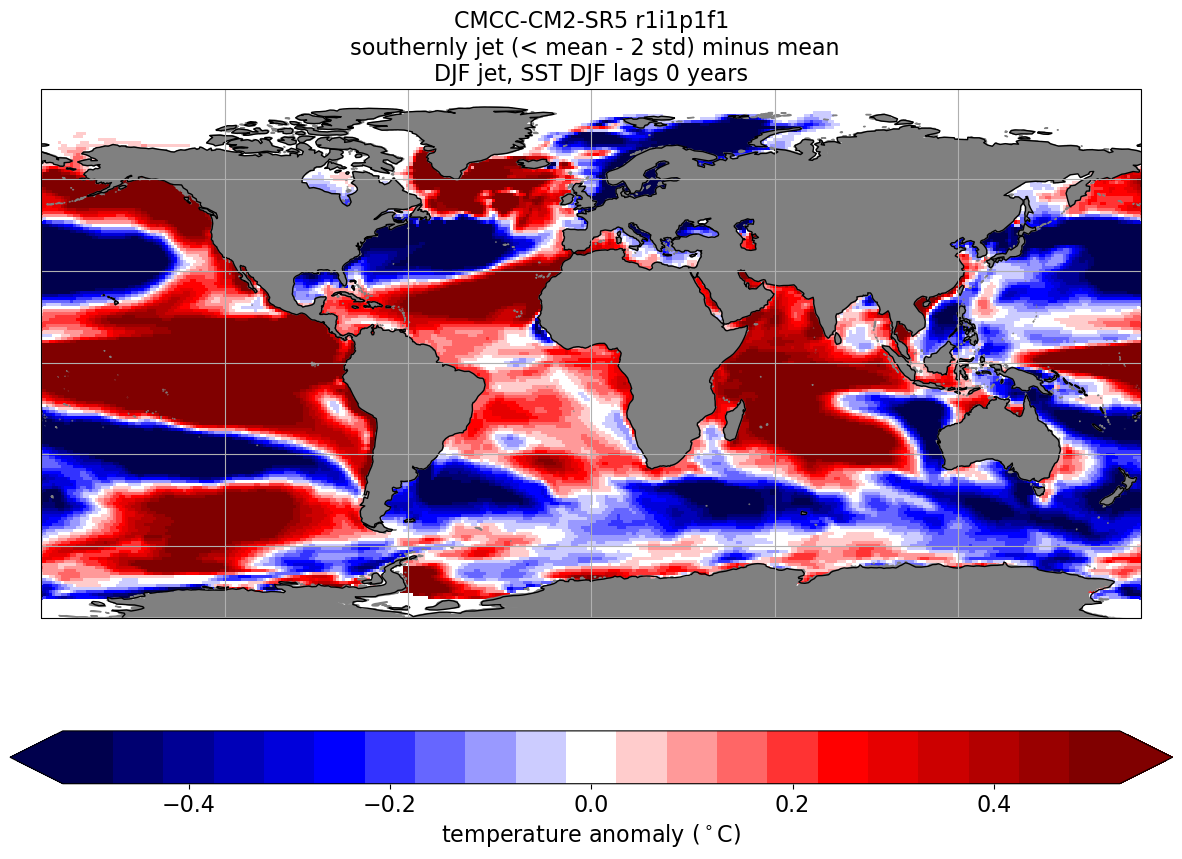 CMCC-CM2-SR5 r1i1p1f1
southernly jet (< mean - 2 std) minus mean
DJF jet, SST DJF lags 0 years
−0.4 −0.2 0.0 0.2 0.4
temperature anomaly (°C)